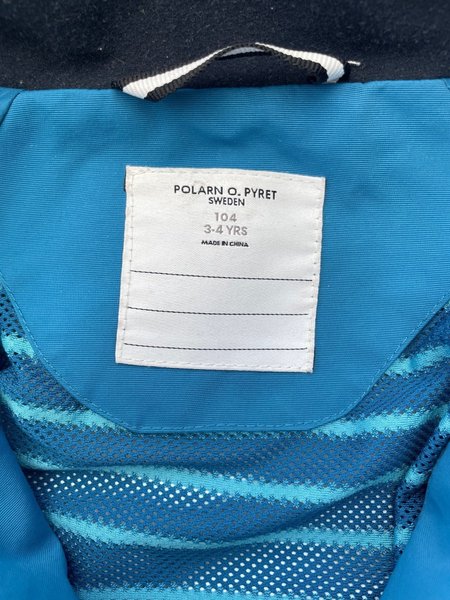 POLARN O. PYRET
SWEDEN
104
3-4 YRS
MADE IN CHINA